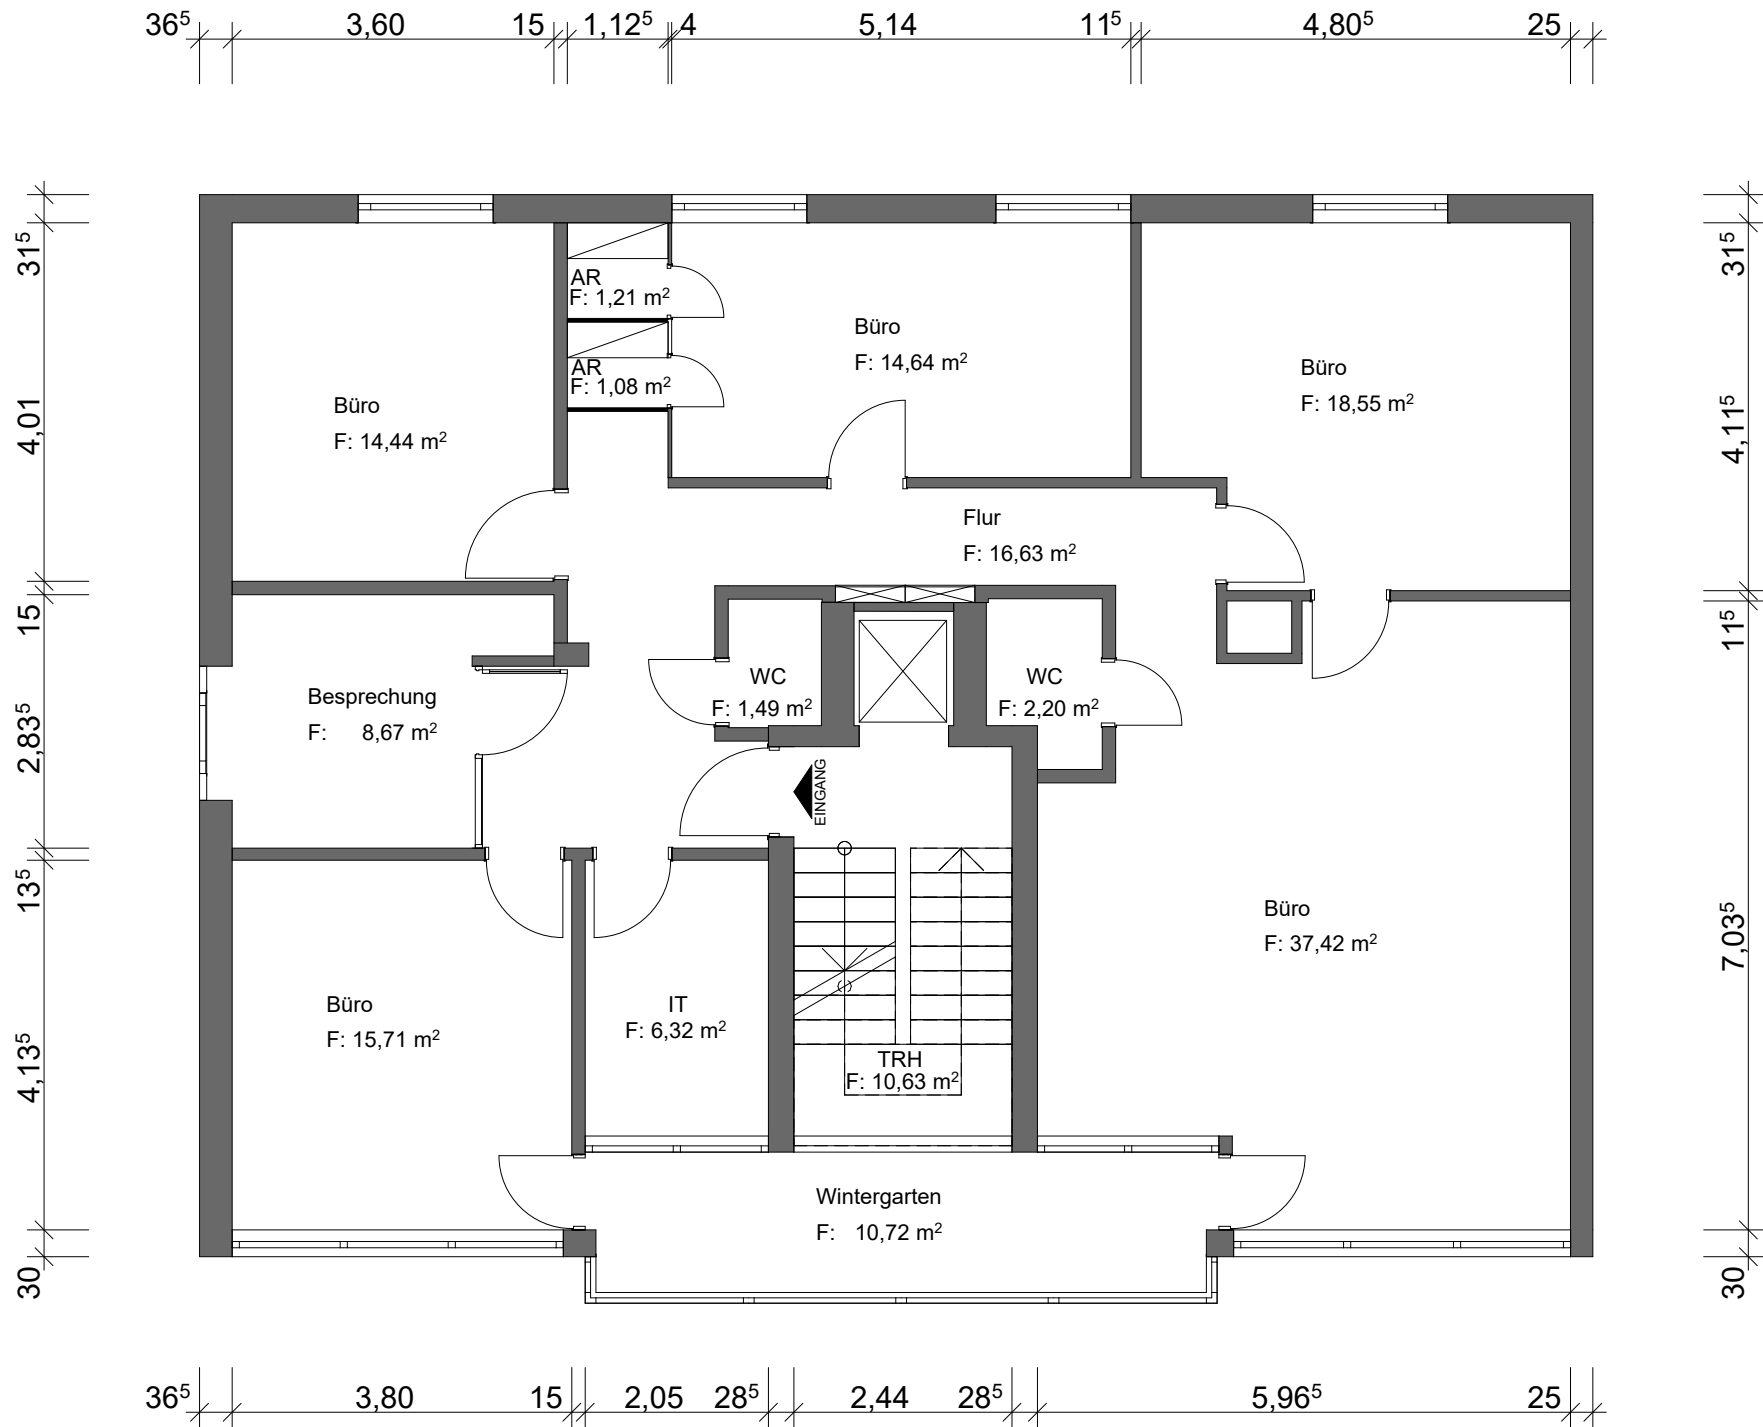 36⁵ 3,60 15 1,12⁵ 4 5,14 11⁵ 4,80⁵ 25
31⁵
4,01
15
2,83⁵
13⁵
4,13⁵
30
AR
F: 1,21 m²
AR
F: 1,08 m²
Büro
F: 14,64 m²
Büro
F: 18,55 m²
Büro
F: 14,44 m²
Flur
F: 16,63 m²
Besprechung
F: 8,67 m²
WC
F: 1,49 m²
WC
F: 2,20 m²
EINGANG
Büro
F: 37,42 m²
Büro
F: 15,71 m²
IT
F: 6,32 m²
TRH
F: 10,63 m²
Wintergarten
F: 10,72 m²
31⁵
4,11⁵
11⁵
7,03⁵
30
36⁵ 3,80 15 2,05 28⁵ 2,44 28⁵ 5,96⁵ 25